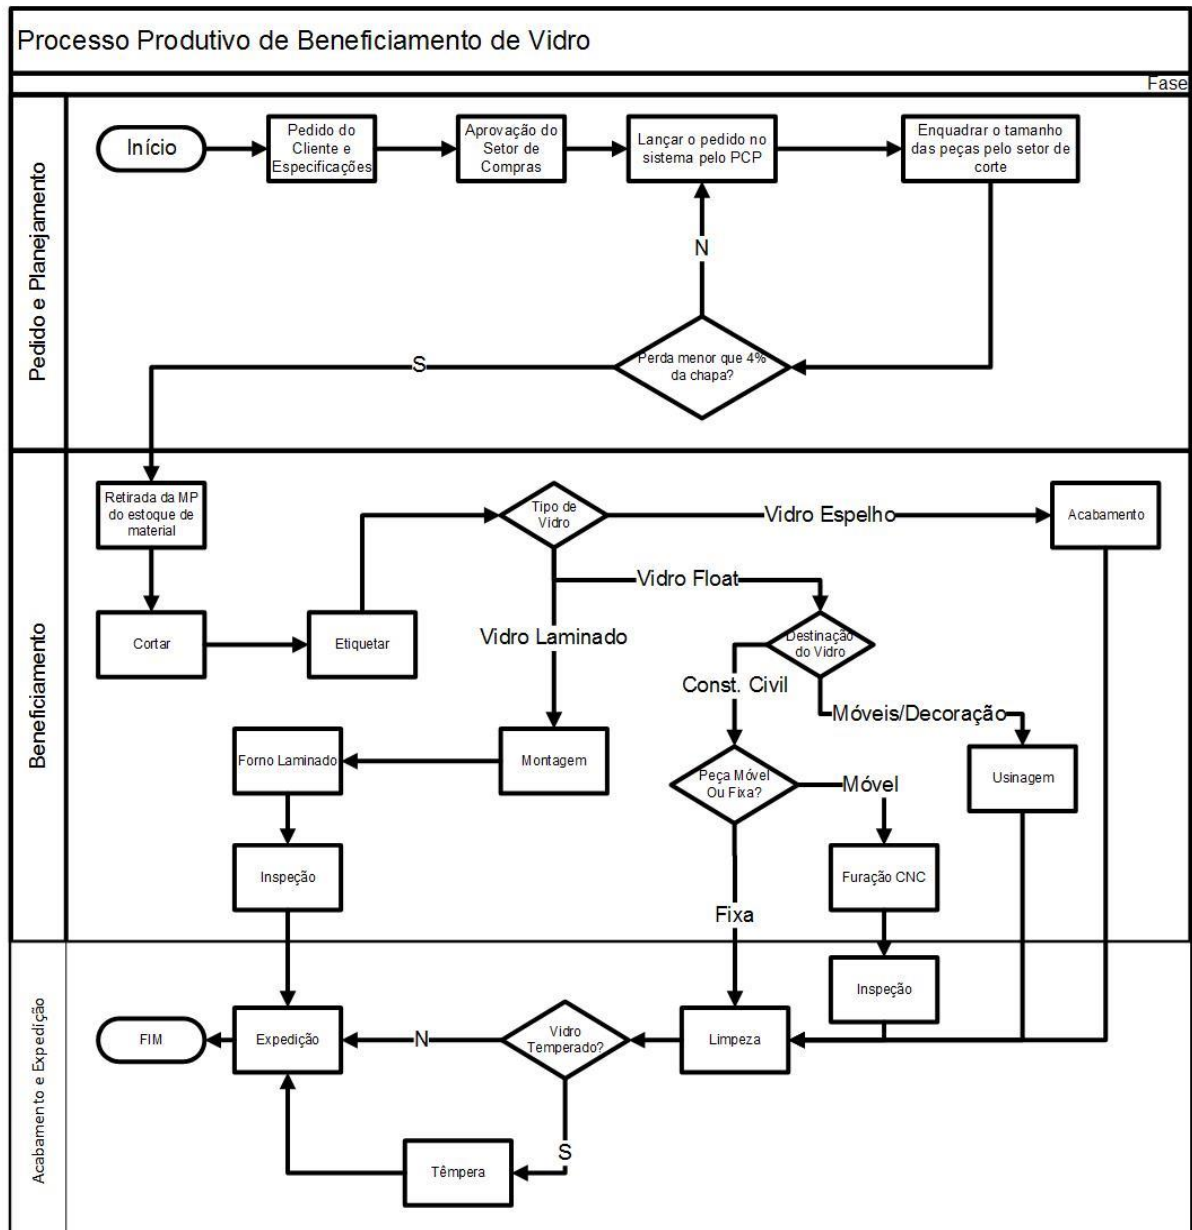 Processo Produtivo de Beneficiamento de Vidro
Fase
Pedido e Planejamento
Início
Pedido do
Cliente e
Especificações
Aprovação do
Setor de
Compras
Lançar o pedido no
sistema pelo PCP
Enquadrar o tamanho
das peças pelo setor de
corte
N
Perda menor que 4%
da chapa?
S
Beneficiamento
Retirada da MP
do estoque de
material
Tipo de
Vidro
Vidro Espelho
Acabamento
Vidro Float
Cortar
Etiquetar
Vidro Laminado
Destinação
do Vidro
Const. Civil
Móveis/Decoração
Forno Laminado
Montagem
Peça Móvel
Ou Fixa?
Móvel
Usinagem
Inspeção
Furação CNC
Fixa
Acabamento e Expedição
Inspeção
FIM
Expedição
N
Vidro
Temperado?
Limpeza
S
Têmpera